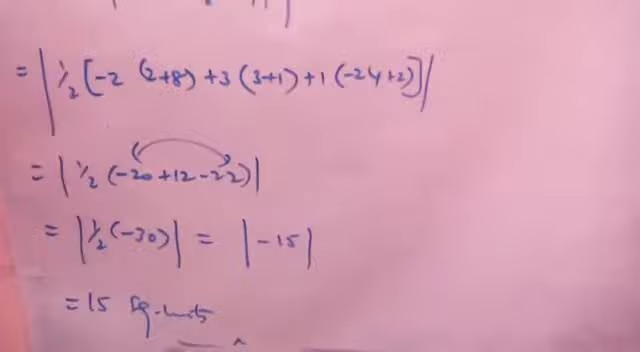 = | 1/2 [-2 (2+8) +3 (3+1) +1 (-24+2)] |
= | 1/2 (-20 +12 -22) |
= | 1/2 (-30) | = | -15 |
= 15 Sq.units